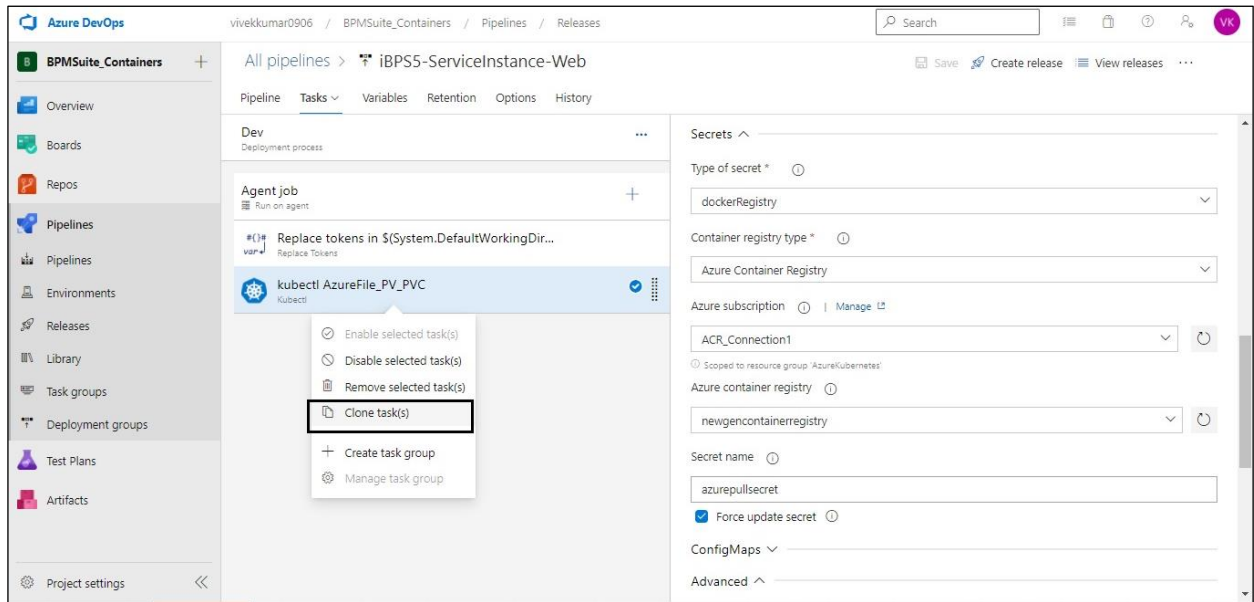 Azure DevOps
vivekkumar0906 / BPMSuite_Containers / Pipelines / Releases
Search
VK
B
BPMSuite_Containers
All pipelines > iBPS5-ServiceInstance-Web
Save
Create release
View releases
Overview
Boards
Repos
Pipelines
Pipelines
Environments
Releases
Library
Task groups
Deployment groups
Test Plans
Artifacts
Project settings
Pipeline Tasks Variables Retention Options History
Dev
Deployment process
Agent job
Run on agent
#{}#
var
Replace tokens in $(System.DefaultWorkingDir...
Replace Tokens
kubectl AzureFile_PV_PVC
Kubectl
Enable selected task(s)
Disable selected task(s)
Remove selected task(s)
Clone task(s)
Create task group
Manage task group
Secrets
Type of secret *
dockerRegistry
Container registry type *
Azure Container Registry
Azure subscription | Manage
ACR_Connection1
Scoped to resource group 'AzureKubernetes'
Azure container registry
newgencontainerregistry
Secret name
azurepullsecret
Force update secret
ConfigMaps
Advanced